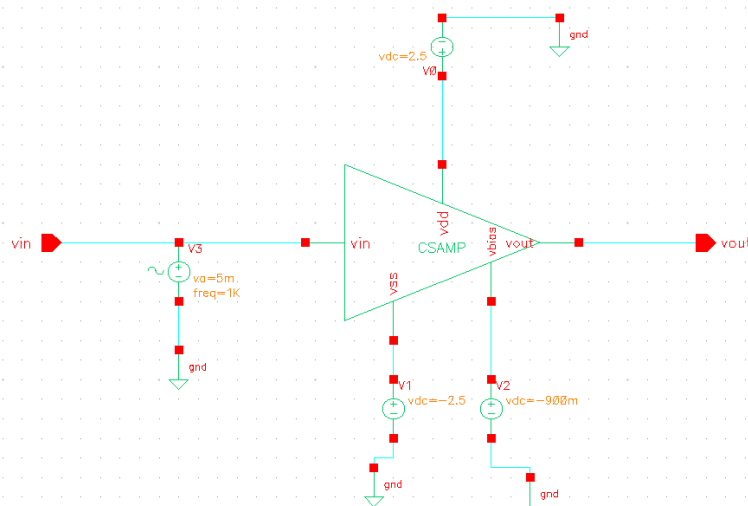 gnd
vdc=2.5
V0
vin
V3
va=5m
freq=1K
gnd
vin
vdd
CSAMP
vbias
vout
vss
vout
V1
vdc=-2.5
gnd
V2
vdc=-900m
gnd